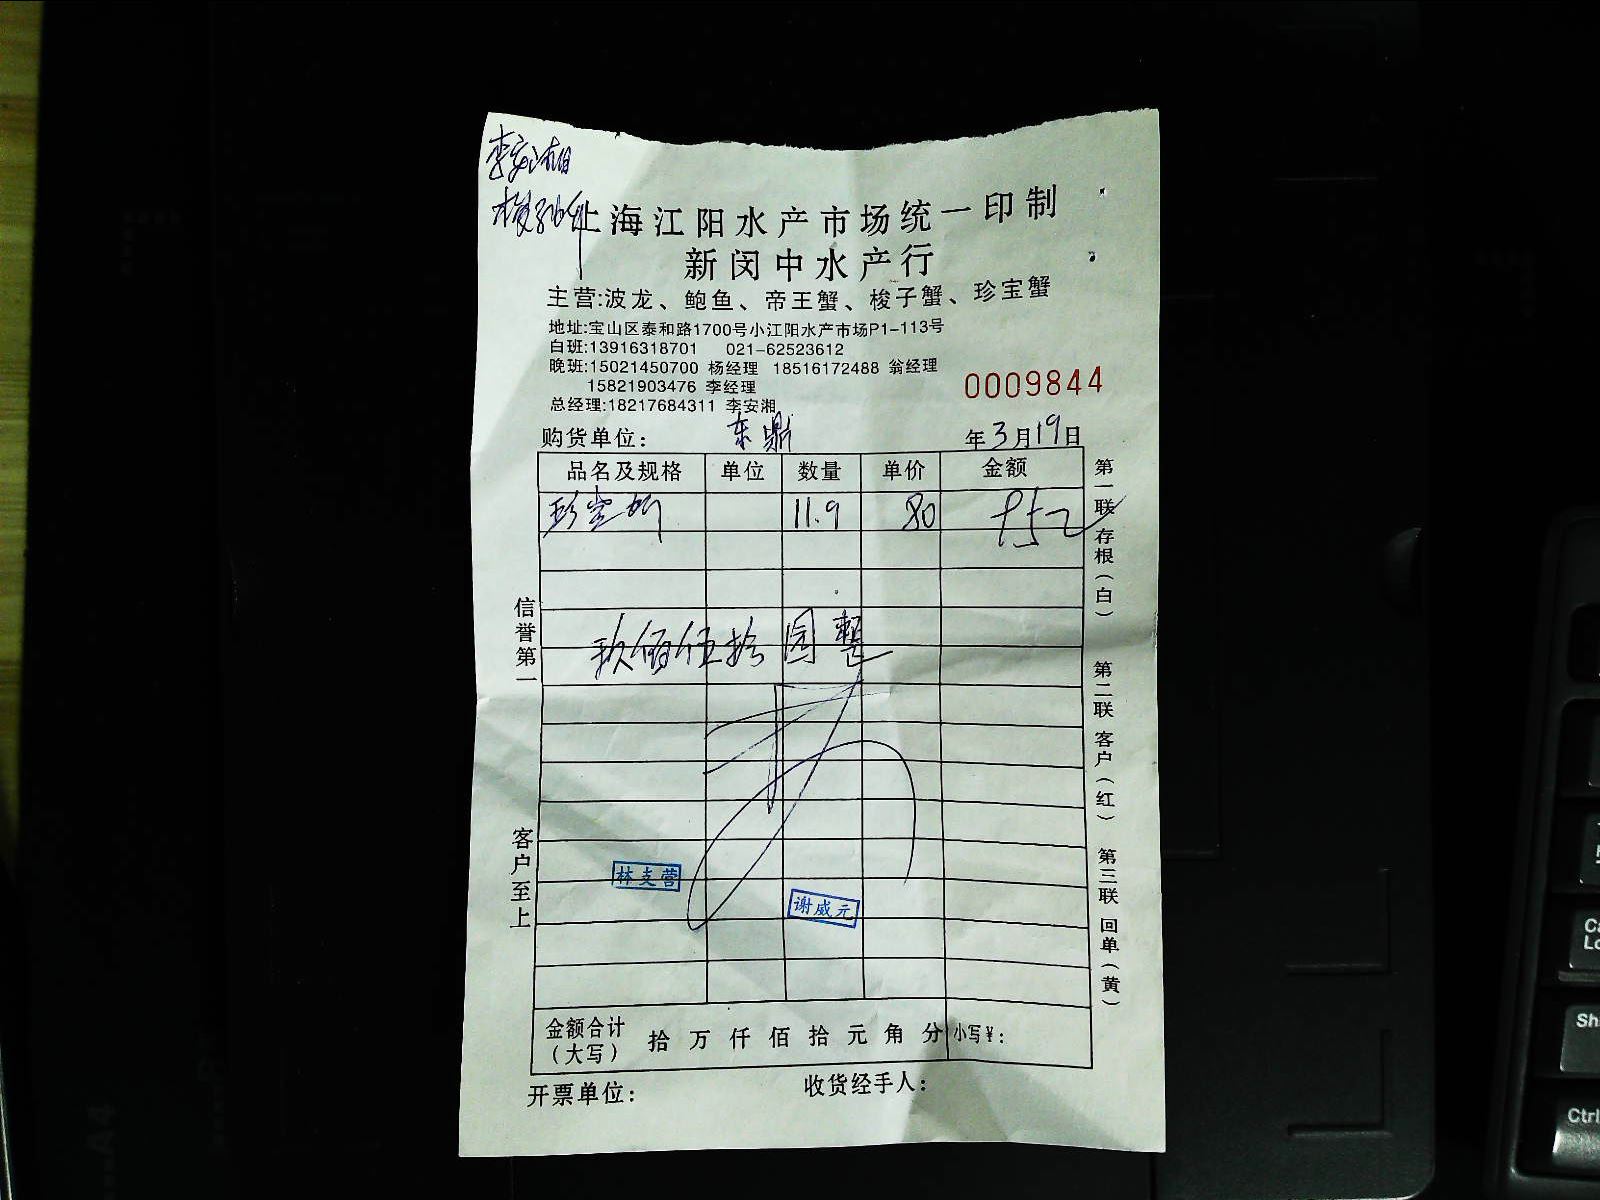 李安湘
上海江阳水产市场统一印制
新闵中水产行
主营:波龙、鲍鱼、帝王蟹、梭子蟹、珍宝蟹
地址:宝山区泰和路1700号小江阳水产市场P1-113号
白班:13916318701 021-62523612
晚班:15021450700 杨经理 18516172488 翁经理
15821903476 李经理
总经理:18217684311 李安湘
0009844
购货单位: 东鼎 年3月19日
品名及规格 单位 数量 单价 金额
珍宝 11.9 80
玖佰伍拾圆整
信誉第一
客户至上
林支营
谢威元
第一联 存根(白)
第二联 客户(红)
第三联 回单(黄)
金额合计(大写) 拾 万 仟 佰 拾 元 角 分 小写¥:
开票单位: 收货经手人:
Ctrl